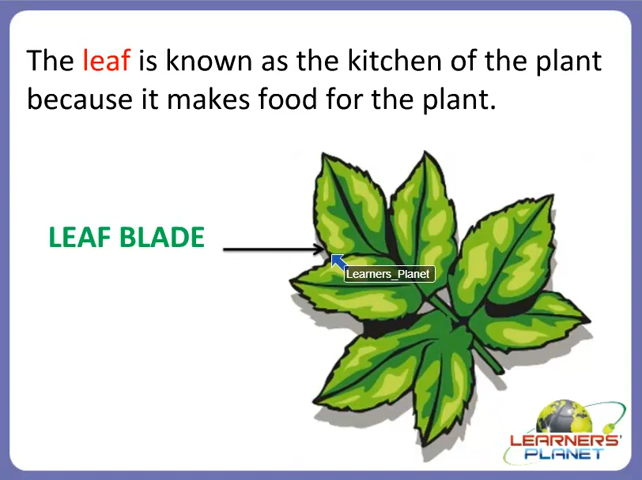 The leaf is known as the kitchen of the plant
because it makes food for the plant.
LEAF BLADE
Learners_Planet
LEARNERS'
PLANET